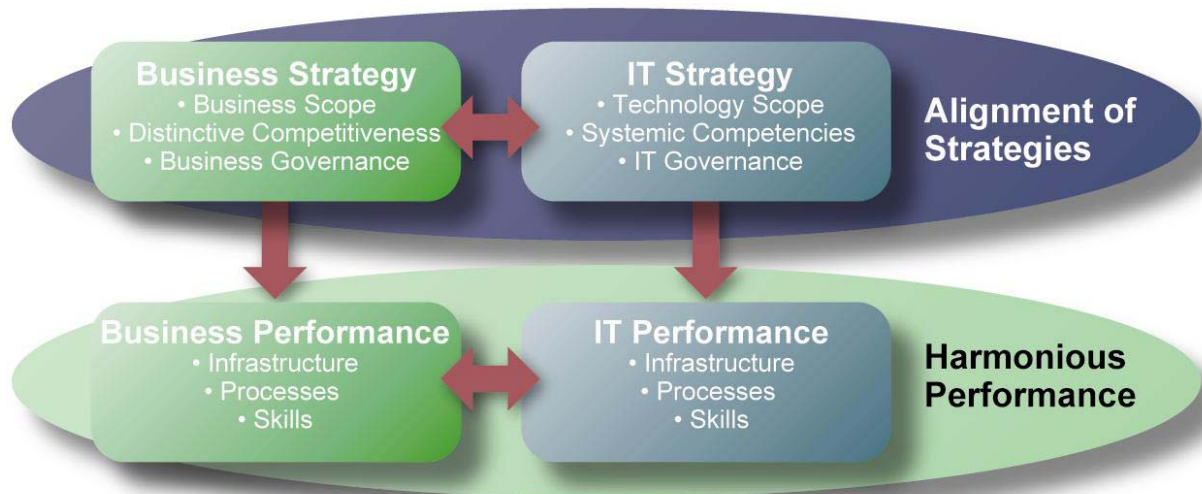 Business Strategy
• Business Scope
• Distinctive Competitiveness
• Business Governance
IT Strategy
• Technology Scope
• Systemic Competencies
• IT Governance
Alignment of
Strategies
Business Performance
• Infrastructure
• Processes
• Skills
IT Performance
• Infrastructure
• Processes
• Skills
Harmonious
Performance